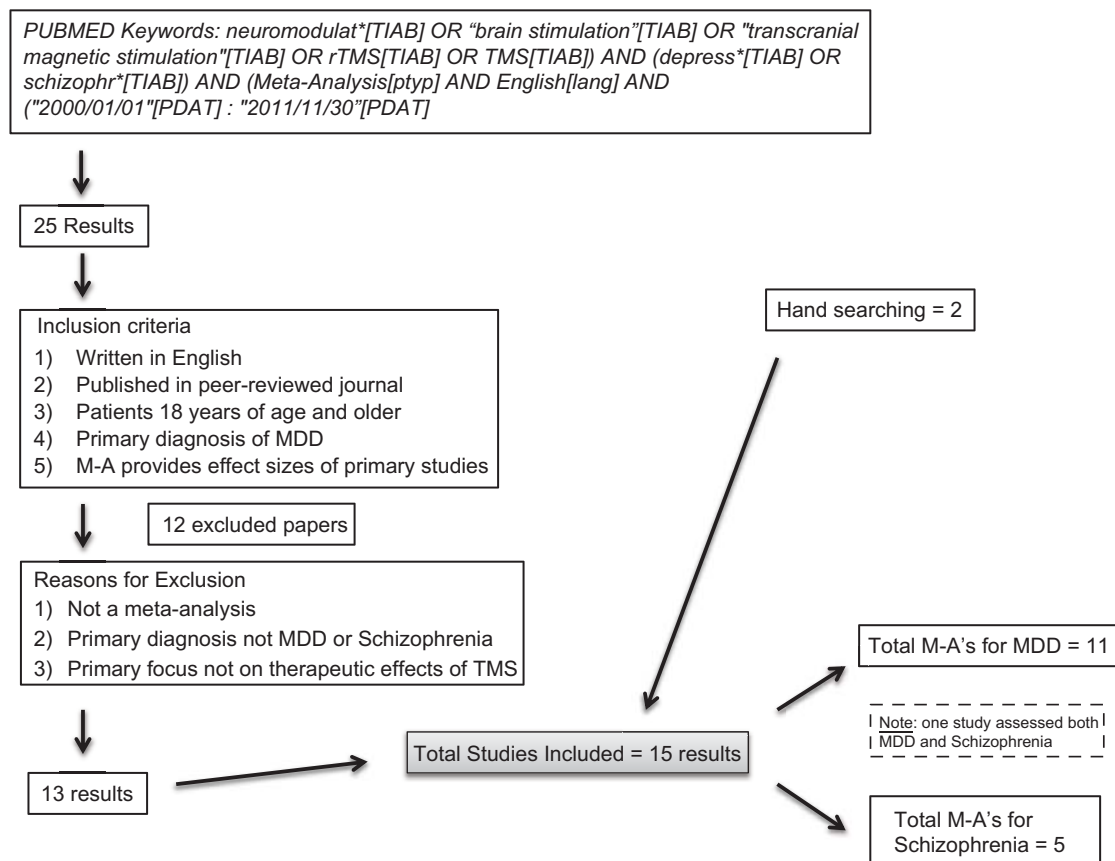 PUBMED Keywords: neuromodulat*[TIAB] OR “brain stimulation”[TIAB] OR "transcranial
magnetic stimulation"[TIAB] OR rTMS[TIAB] OR TMS[TIAB]) AND (depress*[TIAB] OR
schizophr*[TIAB]) AND (Meta-Analysis[ptyp] AND English[lang] AND
("2000/01/01"[PDAT] : "2011/11/30”[PDAT]
25 Results
Inclusion criteria
1) Written in English
2) Published in peer-reviewed journal
3) Patients 18 years of age and older
4) Primary diagnosis of MDD
5) M-A provides effect sizes of primary studies
Hand searching = 2
12 excluded papers
Reasons for Exclusion
1) Not a meta-analysis
2) Primary diagnosis not MDD or Schizophrenia
3) Primary focus not on therapeutic effects of TMS
13 results
Total Studies Included = 15 results
Total M-A's for MDD = 11
Note: one study assessed both
MDD and Schizophrenia
Total M-A's for
Schizophrenia = 5